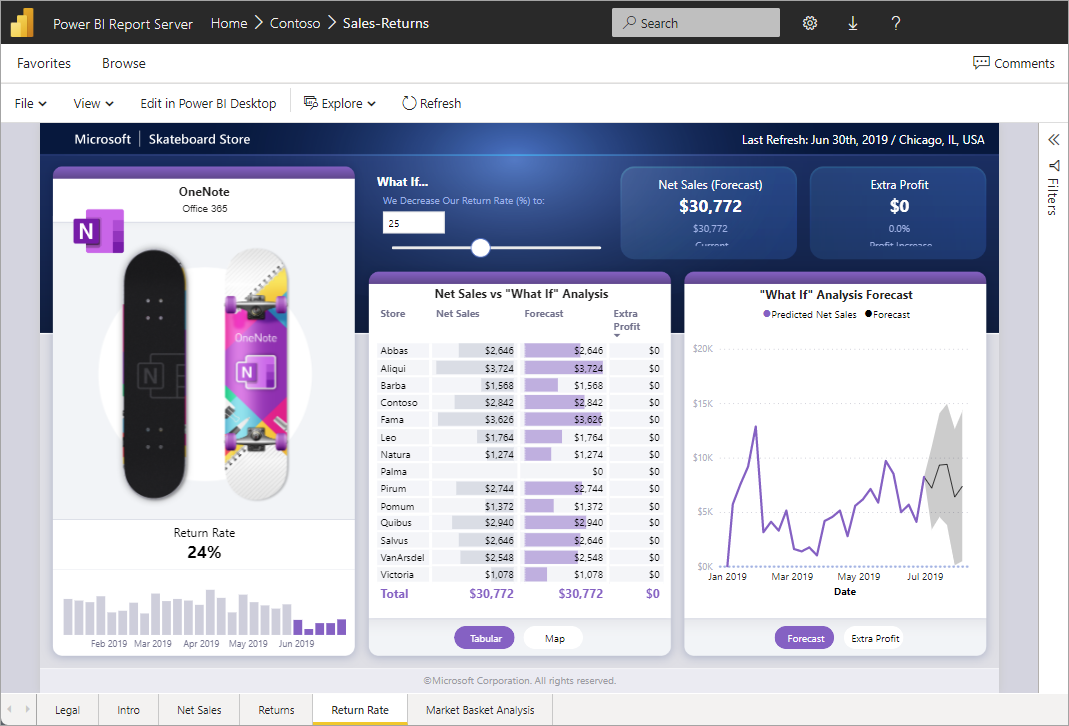 Power BI Report Server Home Contoso Sales-Returns Search ?
Favorites Browse Comments
File View Edit in Power BI Desktop Explore Refresh
Microsoft Skateboard Store Last Refresh: Jun 30th, 2019 / Chicago, IL, USA
Filters
OneNote
Office 365
N
N
OneNote
N
Return Rate
24%
Feb 2019 Mar 2019 Apr 2019 May 2019 Jun 2019
What If...
We Decrease Our Return Rate (%) to:
25
Net Sales (Forecast)
$30,772
$30,772
Current
Extra Profit
$0
0.0%
Profit Increase
Net Sales vs "What If" Analysis
Store Net Sales Forecast Extra Profit
Abbas $2,646 $2,646 $0
Aliqui $3,724 $3,724 $0
Barba $1,568 $1,568 $0
Contoso $2,842 $2,842 $0
Fama $3,626 $3,626 $0
Leo $1,764 $1,764 $0
Natura $1,274 $1,274 $0
Palma $0 $0
Pirum $2,744 $2,744 $0
Pomum $1,372 $1,372 $0
Quibus $2,940 $2,940 $0
Salvus $2,646 $2,646 $0
VanArsdel $2,548 $2,548 $0
Victoria $1,078 $1,078 $0
Total $30,772 $30,772 $0
Tabular Map
"What If" Analysis Forecast
Predicted Net Sales Forecast
$20K
$15K
$10K
$5K
$0K
Jan 2019 Mar 2019 May 2019 Jul 2019
Date
Forecast Extra Profit
©Microsoft Corporation. All rights reserved.
Legal Intro Net Sales Returns Return Rate Market Basket Analysis